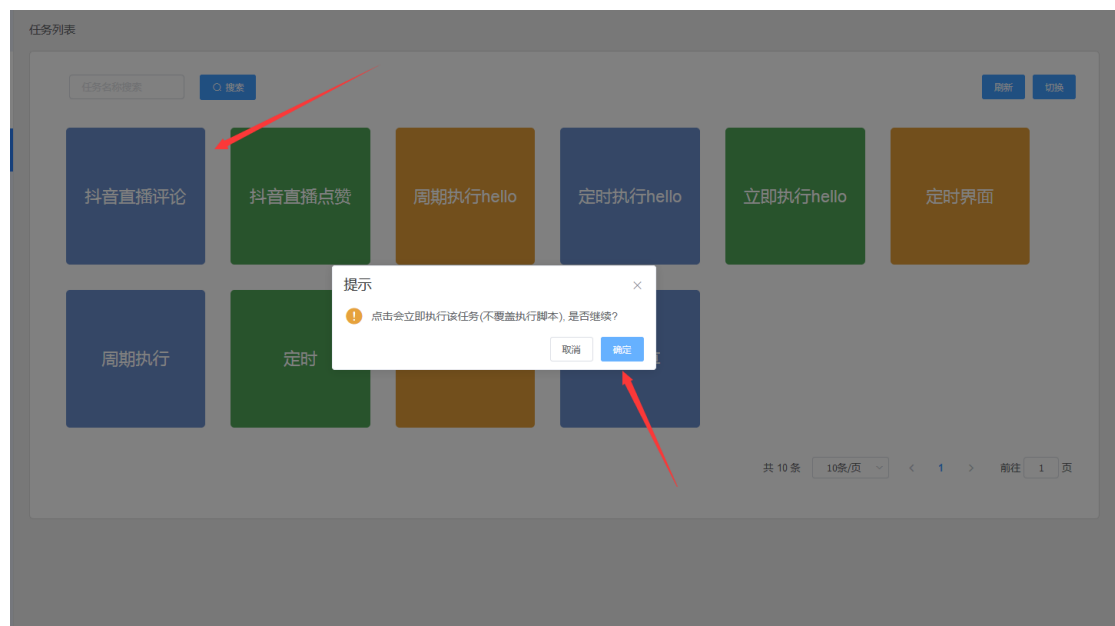 任务列表
任务名称搜索
搜索
刷新
切换
抖音直播评论
抖音直播点赞
周期执行hello
定时执行hello
立即执行hello
定时界面
提示
点击会立即执行该任务(不覆盖执行脚本), 是否继续?
取消
确定
周期执行
定时
共 10 条
10条/页
1
前往
1
页